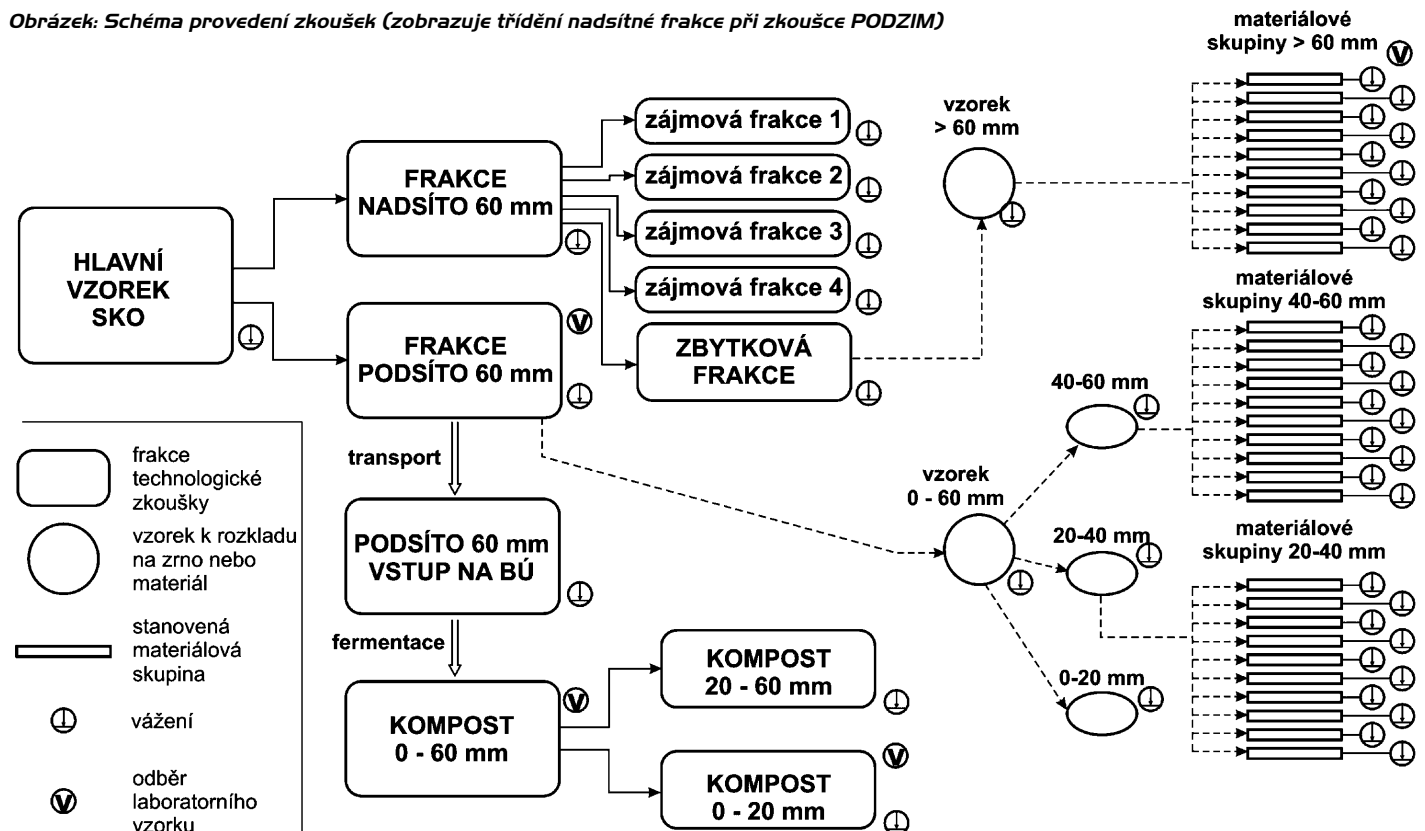 Obrázek: Schéma provedení zkoušek (zobrazuje třídění nadsítné frakce při zkoušce PODZIM)
HLAVNÍ
VZOREK
SKO
FRAKCE
NADSÍTO 60 mm
FRAKCE
PODSÍTO 60 mm
V
zájmová frakce 1
zájmová frakce 2
zájmová frakce 3
zájmová frakce 4
ZBYTKOVÁ
FRAKCE
vzorek
> 60 mm
materiálové
skupiny > 60 mm
V
materiálové
skupiny 40-60 mm
40-60 mm
vzorek
0 - 60 mm
20-40 mm
materiálové
skupiny 20-40 mm
0-20 mm
transport
PODSÍTO 60 mm
VSTUP NA BÚ
fermentace
KOMPOST
0 - 60 mm
V
KOMPOST
20 - 60 mm
KOMPOST
0 - 20 mm
V
frakce
technologické
zkoušky
vzorek k rozkladu
na zrno nebo
materiál
stanovená
materiálová
skupina
vážení
V
odběr
laboratorního
vzorku